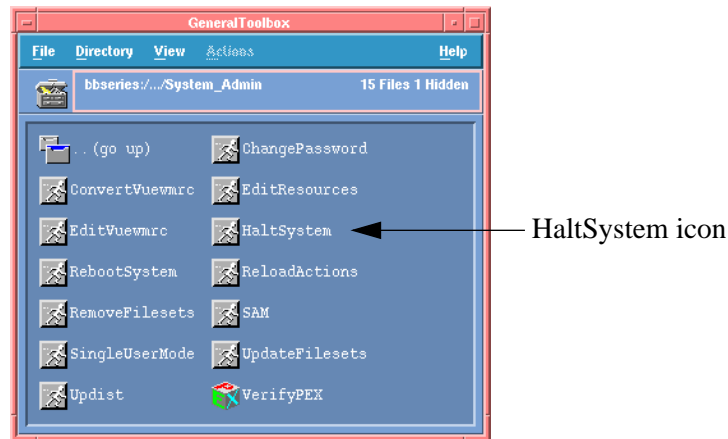 GeneralToolbox
File Directory View Actions Help
bbseries:/.../System_Admin 15 Files 1 Hidden
. . (go up) ChangePassword
ConvertVuewmrc EditResources
EditVuewmrc HaltSystem HaltSystem icon
RebootSystem ReloadActions
RemoveFilesets SAM
SingleUserMode UpdateFilesets
Updist VerifyPEX